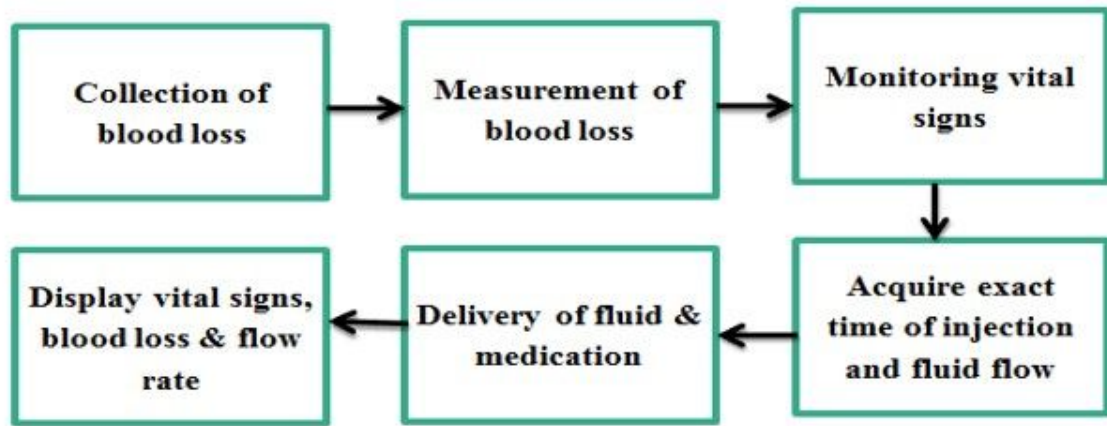 Collection of
blood loss
Measurement of
blood loss
Monitoring vital
signs
Acquire exact
time of injection
and fluid flow
Delivery of fluid &
medication
Display vital signs,
blood loss & flow
rate